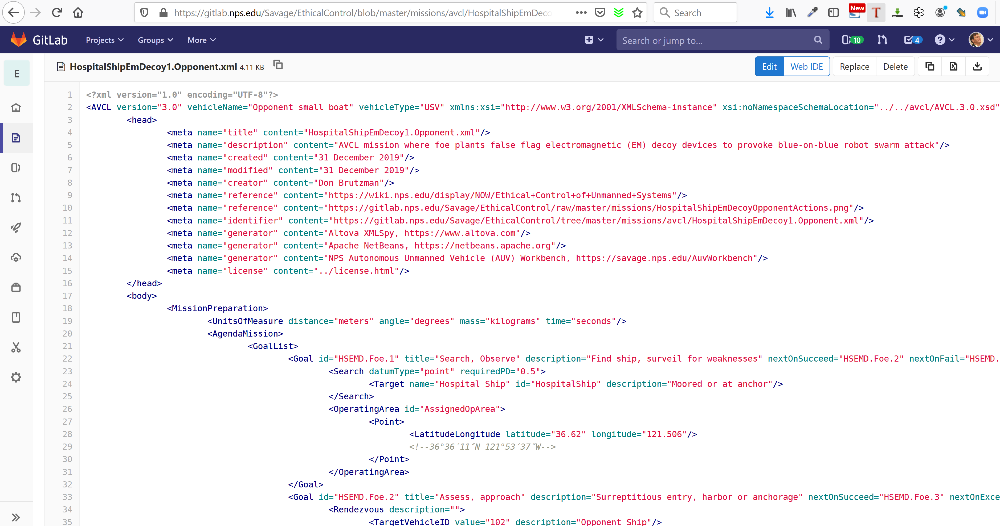 https://gitlab.nps.edu/Savage/EthicalControl/blob/master/missions/avcl/HospitalShipEmDeco
Search
New
T
GitLab
Projects
Groups
More
Search or jump to...
10
4
E
HospitalShipEmDecoy1.Opponent.xml 4.11 KB
Edit
Web IDE
Replace
Delete
1 <?xml version="1.0" encoding="UTF-8"?>
2 <AVCL version="3.0" vehicleName="Opponent small boat" vehicleType="USV" xmlns:xsi="http://www.w3.org/2001/XMLSchema-instance" xsi:noNamespaceSchemaLocation="../../avcl/AVCL.3.0.xsd"
3 <head>
4 <meta name="title" content="HospitalShipEmDecoy1.Opponent.xml"/>
5 <meta name="description" content="AVCL mission where foe plants false flag electromagnetic (EM) decoy devices to provoke blue-on-blue robot swarm attack"/>
6 <meta name="created" content="31 December 2019"/>
7 <meta name="modified" content="31 December 2019"/>
8 <meta name="creator" content="Don Brutzman"/>
9 <meta name="reference" content="https://wiki.nps.edu/display/NOW/Ethical+Control+of+Unmanned+Systems"/>
10 <meta name="reference" content="https://gitlab.nps.edu/Savage/EthicalControl/raw/master/missions/HospitalShipEmDecoyOpponentActions.png"/>
11 <meta name="identifier" content="https://gitlab.nps.edu/Savage/EthicalControl/tree/master/missions/avcl/HospitalShipEmDecoy1.Opponent.xml"/>
12 <meta name="generator" content="Altova XMLSpy, https://www.altova.com"/>
13 <meta name="generator" content="Apache NetBeans, https://netbeans.apache.org"/>
14 <meta name="generator" content="NPS Autonomous Unmanned Vehicle (AUV) Workbench, https://savage.nps.edu/AuvWorkbench"/>
15 <meta name="license" content="../license.html"/>
16 </head>
17 <body>
18 <MissionPreparation>
19 <UnitsOfMeasure distance="meters" angle="degrees" mass="kilograms" time="seconds"/>
20 <AgendaMission>
21 <GoalList>
22 <Goal id="HSEMD.Foe.1" title="Search, Observe" description="Find ship, surveil for weaknesses" nextOnSucceed="HSEMD.Foe.2" nextOnFail="HSEMD.
23 <Search datumType="point" requiredPD="0.5">
24 <Target name="Hospital Ship" id="HospitalShip" description="Moored or at anchor"/>
25 </Search>
26 <OperatingArea id="AssignedOpArea">
27 <Point>
28 <LatitudeLongitude latitude="36.62" longitude="121.506"/>
29 <!--36°36′11″N 121°53′37″W-->
30 </Point>
31 </OperatingArea>
32 </Goal>
33 <Goal id="HSEMD.Foe.2" title="Assess, approach" description="Surreptitious entry, harbor or anchorage" nextOnSucceed="HSEMD.Foe.3" nextOnExce
34 <Rendezvous description="">
35 <TargetVehicleID value="102" description="Opponent Ship"/>